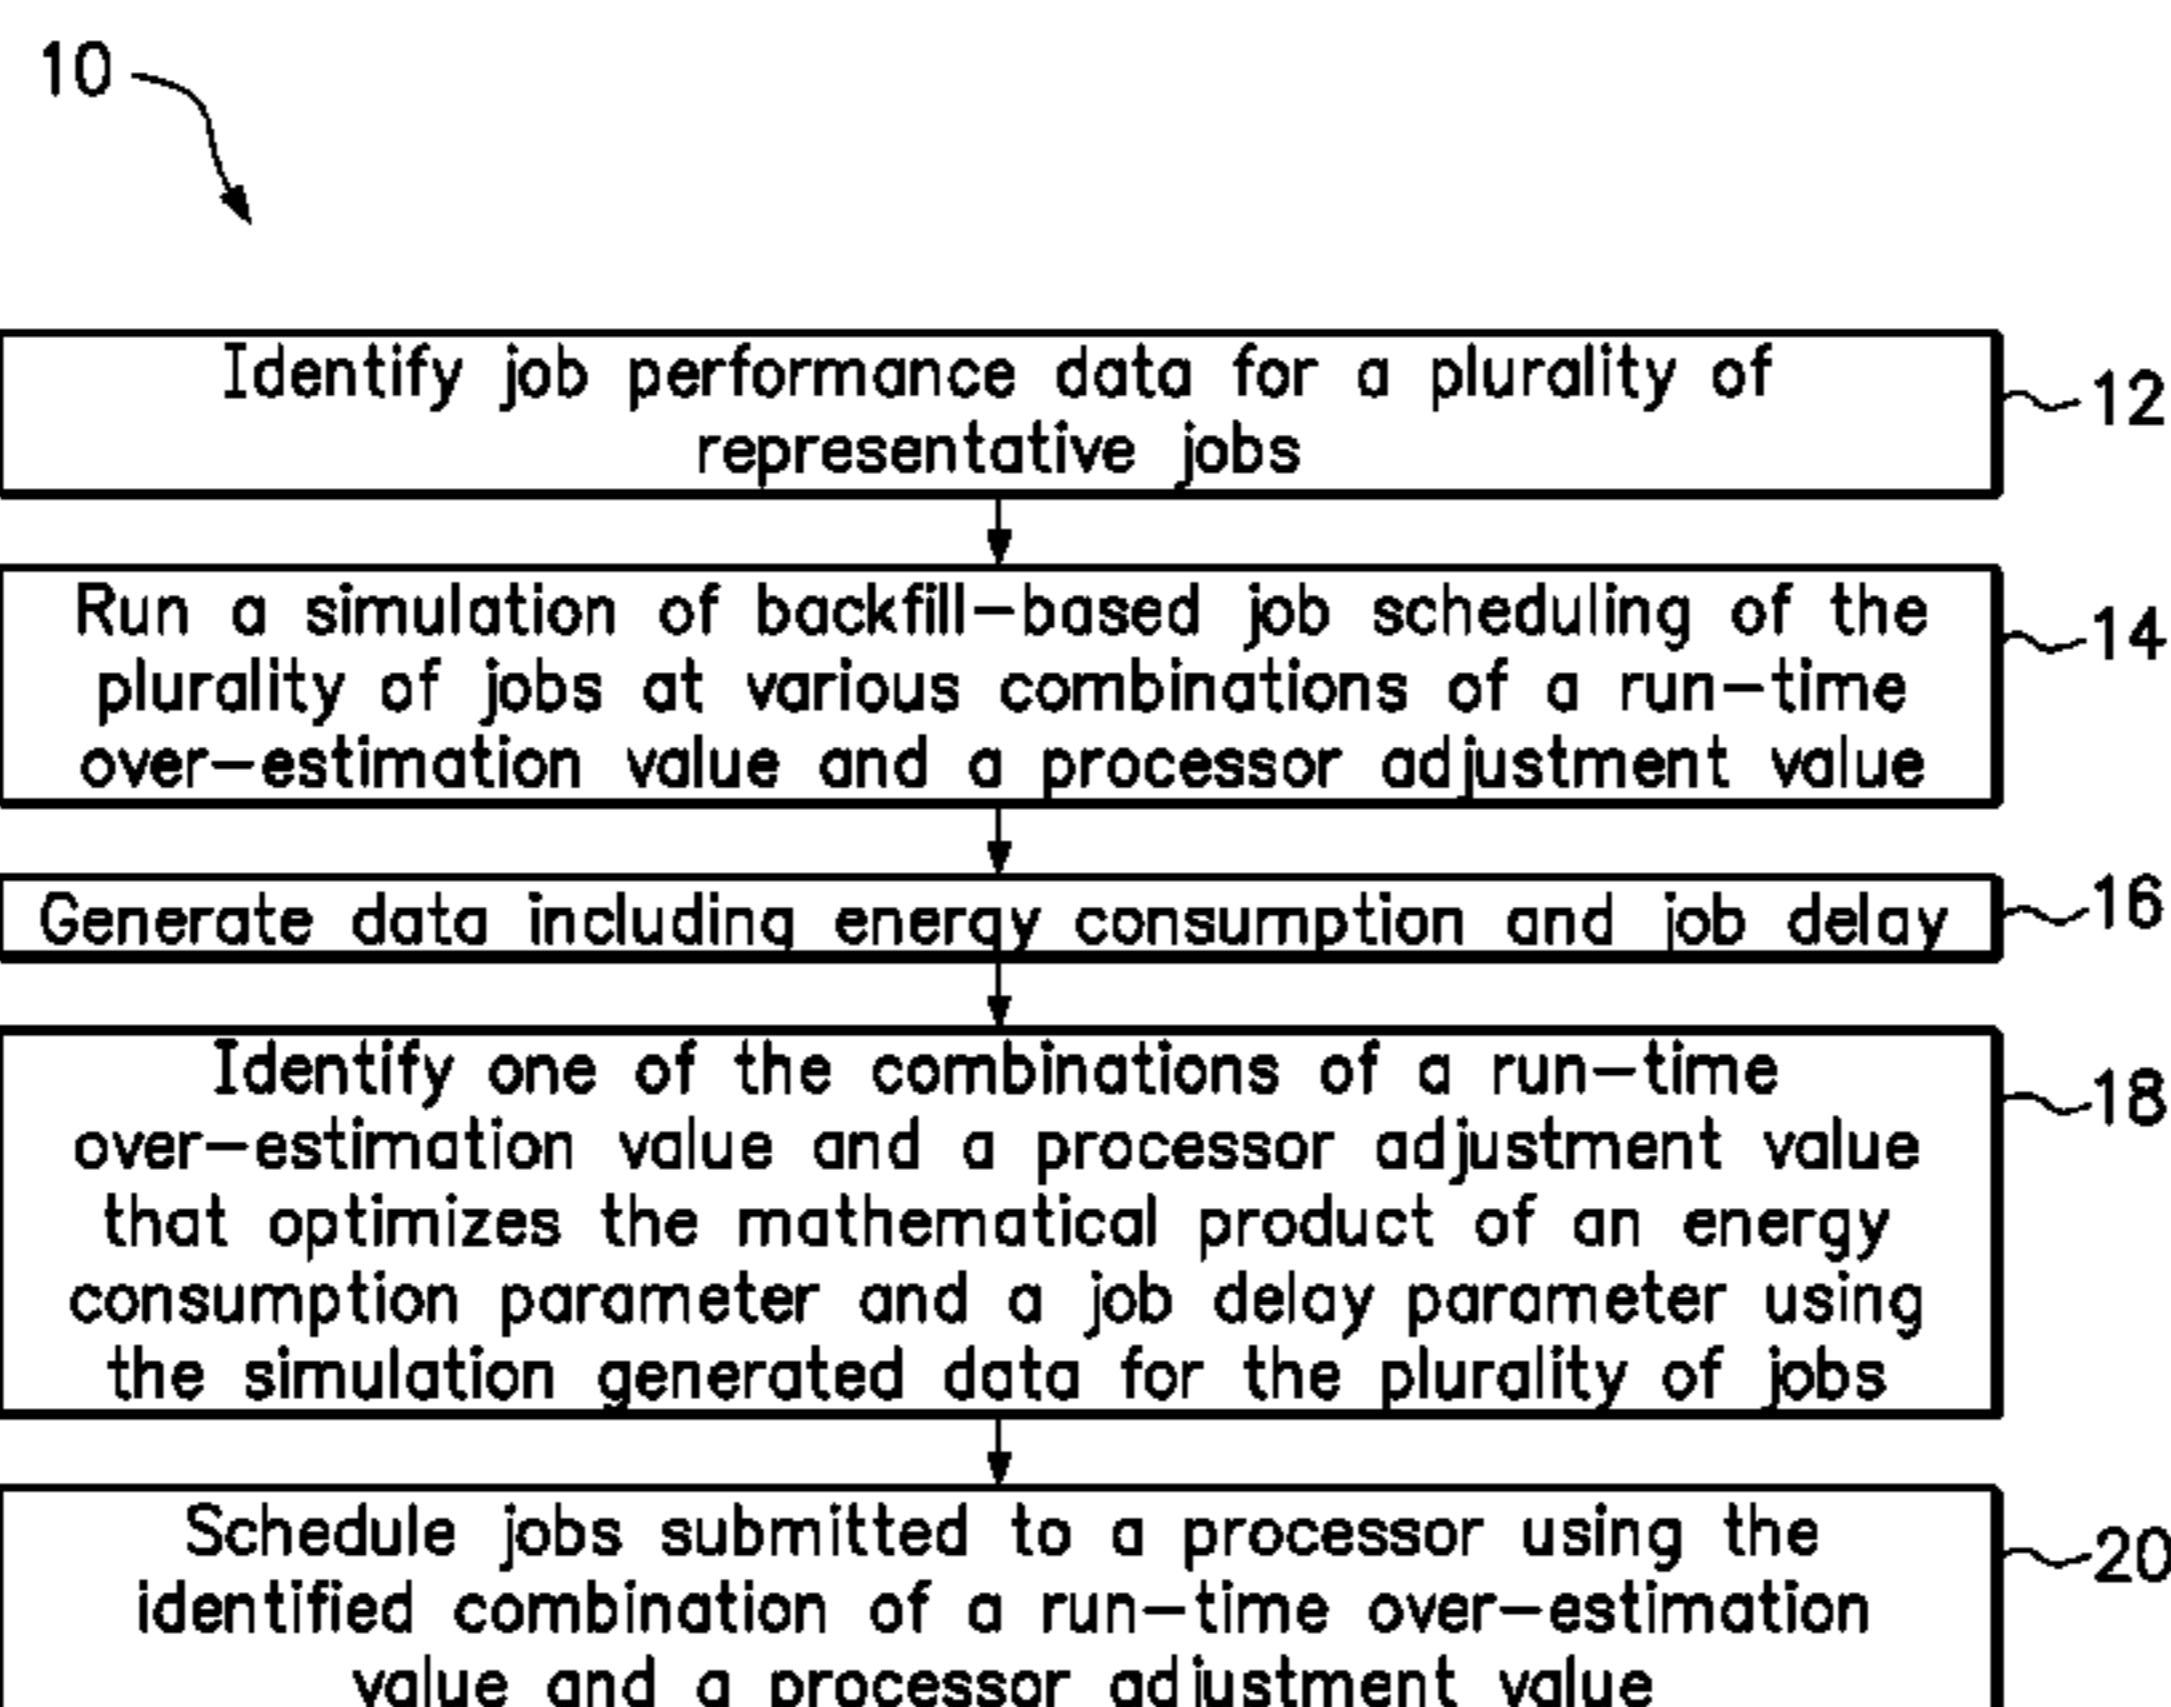 10
Identify job performance data for a plurality of
representative jobs
12
Run a simulation of backfill-based job scheduling of the
plurality of jobs at various combinations of a run-time
over-estimation value and a processor adjustment value
14
Generate data including energy consumption and job delay
16
Identify one of the combinations of a run-time
over-estimation value and a processor adjustment value
that optimizes the mathematical product of an energy
consumption parameter and a job delay parameter using
the simulation generated data for the plurality of jobs
18
Schedule jobs submitted to a processor using the
identified combination of a run-time over-estimation
value and a processor adjustment value
20